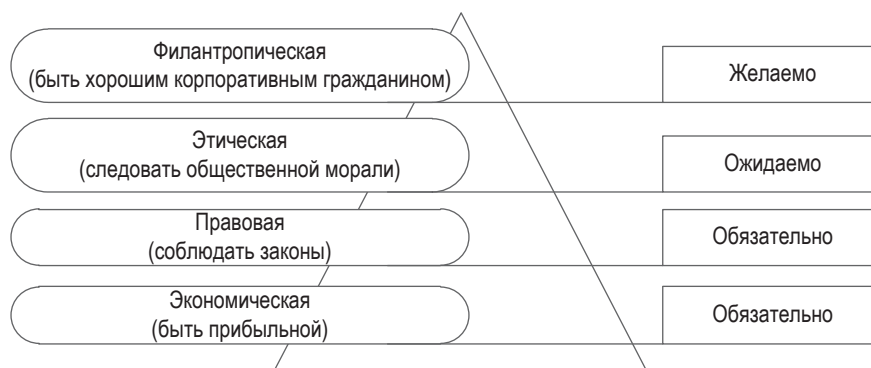 Филантропическая
(быть хорошим корпоративным гражданином)
Желаемо
Этическая
(следовать общественной морали)
Ожидаемо
Правовая
(соблюдать законы)
Обязательно
Экономическая
(быть прибыльной)
Обязательно